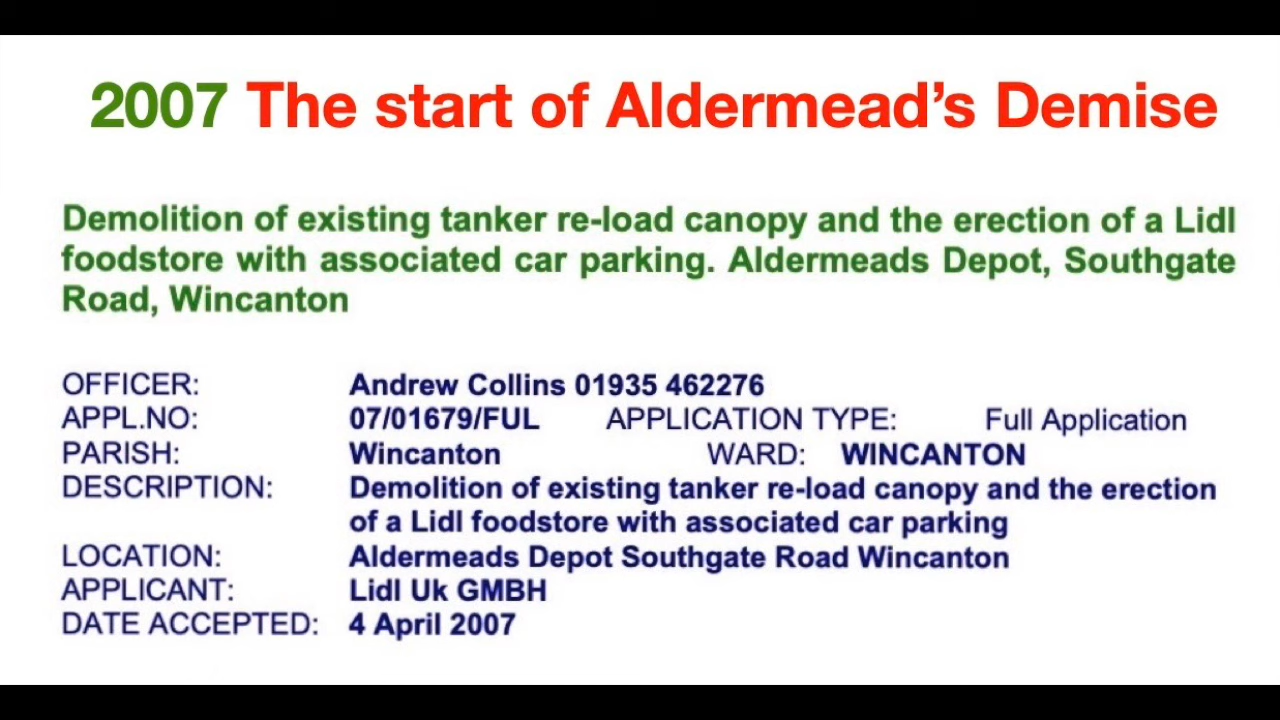 2007 The start of Aldermead’s Demise
Demolition of existing tanker re-load canopy and the erection of a Lidl
foodstore with associated car parking. Aldermeads Depot, Southgate
Road, Wincanton
OFFICER: Andrew Collins 01935 462276
APPL.NO: 07/01679/FUL APPLICATION TYPE: Full Application
PARISH: Wincanton WARD: WINCANTON
DESCRIPTION: Demolition of existing tanker re-load canopy and the erection
of a Lidl foodstore with associated car parking
LOCATION: Aldermeads Depot Southgate Road Wincanton
APPLICANT: Lidl Uk GMBH
DATE ACCEPTED: 4 April 2007